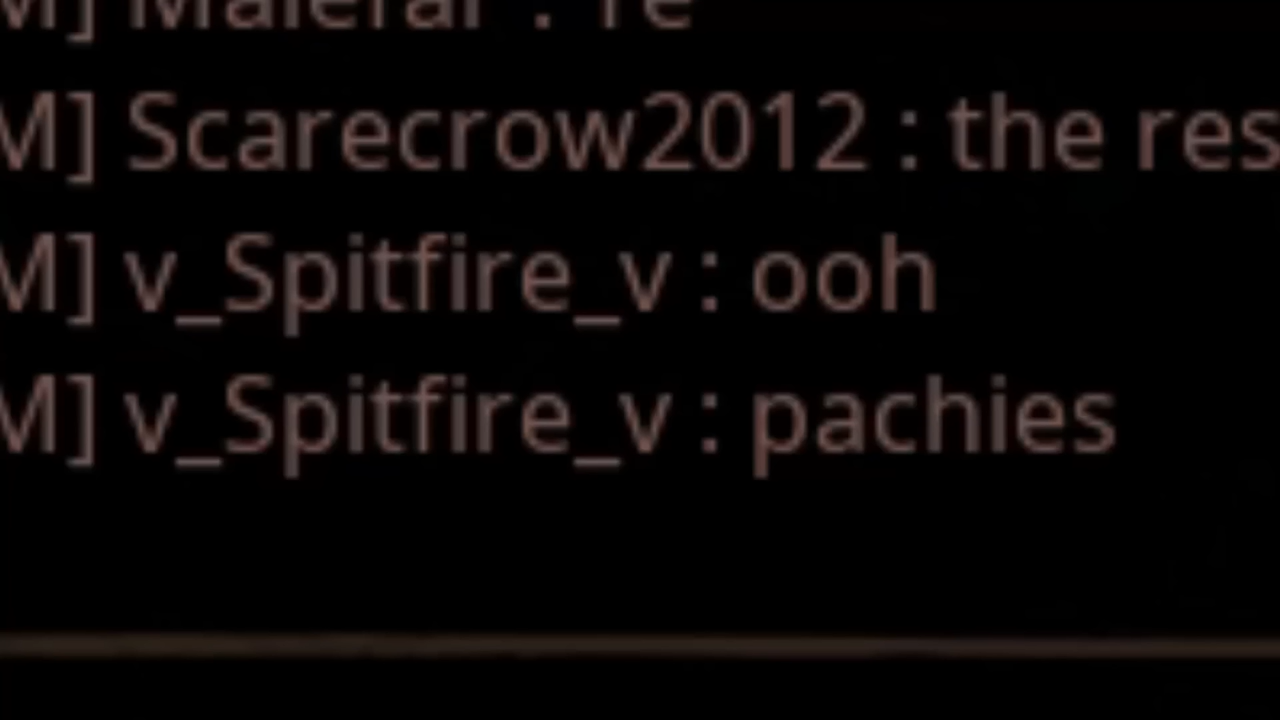 M] Scarecrow2012 : the res
M] v_Spitfire_v : ooh
M] v_Spitfire_v : pachies